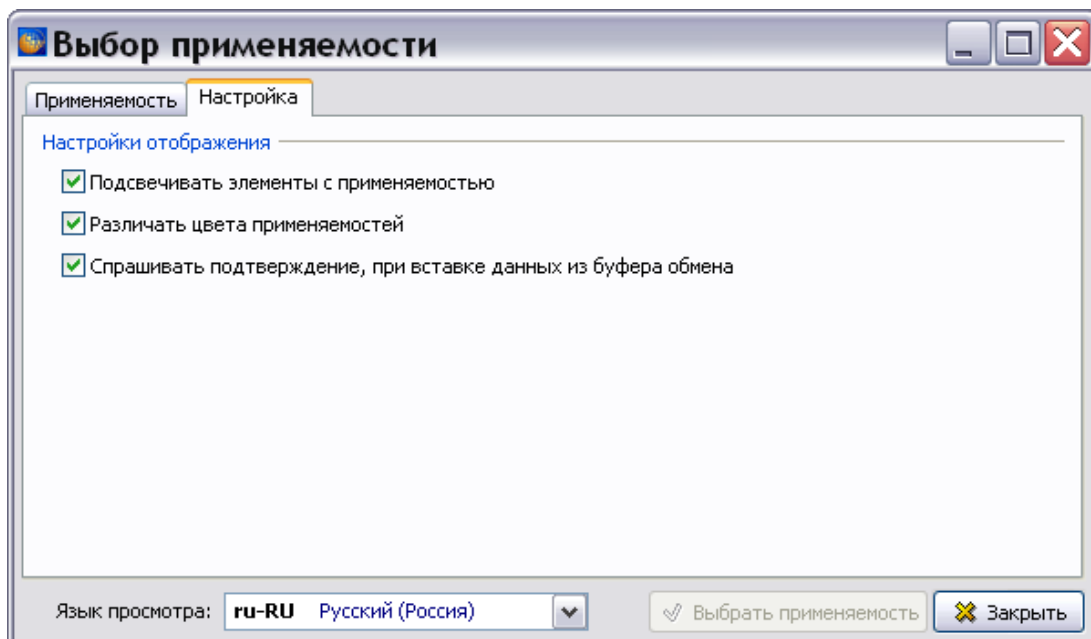 Выбор применяемости
Применяемость Настройка
Настройки отображения
Подсвечивать элементы с применяемостью
Различать цвета применяемостей
Спрашивать подтверждение, при вставке данных из буфера обмена
Язык просмотра: ru-RU Русский (Россия) Выбрать применяемость Закрыть